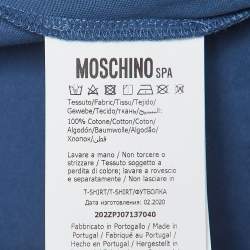 MOSCHINO SPA
Tessuto/Fabric/Tissu/Tejido/
Gewebe/Tecido/ткань/Kumas:
100% Cotone/Cotton/Coton/
Algodón/Baumwolle/Algodão/
Хлопок/
Lavare a mano / Non torcere o
strizzare / Tessuto soggetto a
perdita di colore / Lavare a
rovescio e separatamente /
Non lasciare in
T-SHIRT/T-SHIRT/ФУТБОЛКА
Дата изготовления: 02.2020
202ZPJ07137040
Fabbricato in Portogallo / Made in
Portugal / Fabriqué au Portugal /
Hecho en Portugal / Hergestellt in